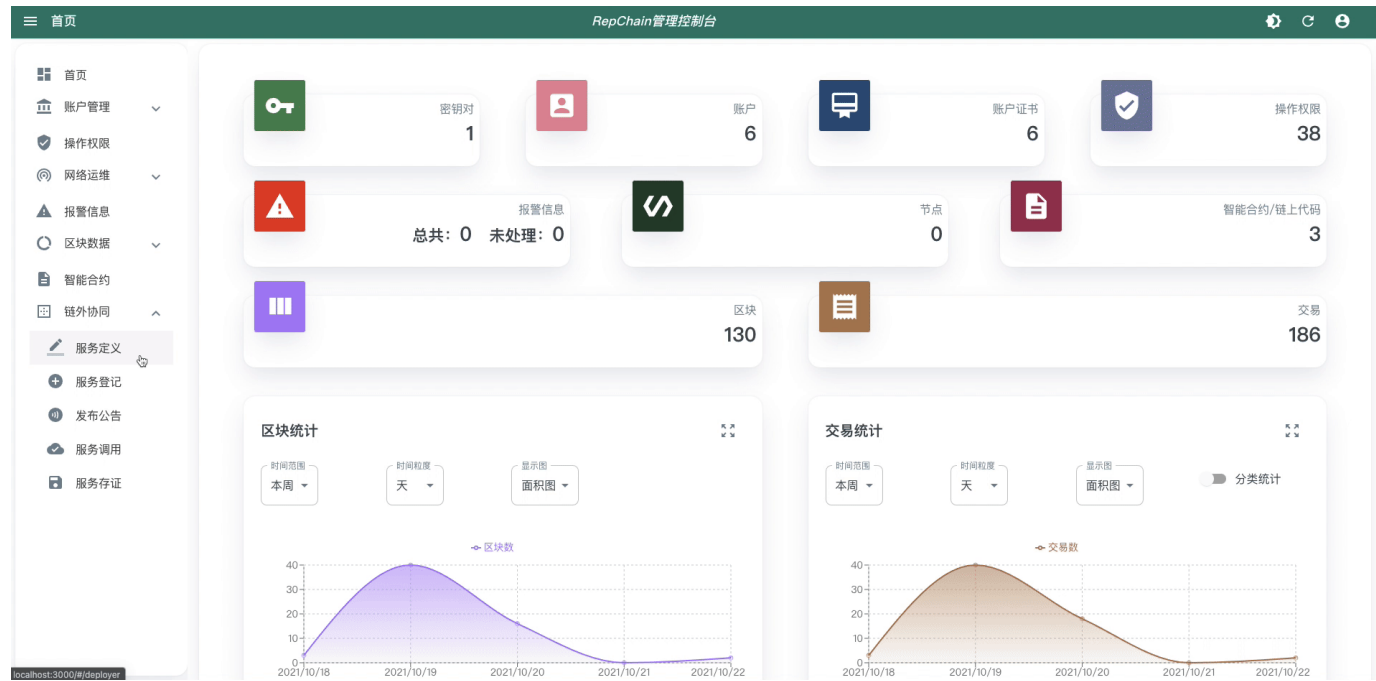 首页
RepChain管理控制台
首页
账户管理
操作权限
网络运维
报警信息
区块数据
智能合约
链外协同
服务定义
服务登记
发布公告
服务调用
服务存证
localhost:3000/#/deployer
密钥对
1
账户
6
账户证书
6
操作权限
38
报警信息
总共：0 未处理：0
节点
0
智能合约/链上代码
3
区块
130
交易
186
区块统计
时间范围 时间粒度 显示图
本周 天 面积图
区块数
40
30
20
10
0
2021/10/18 2021/10/19 2021/10/20 2021/10/21 2021/10/22
交易统计
时间范围 时间粒度 显示图
本周 天 面积图 分类统计
交易数
40
30
20
10
0
2021/10/18 2021/10/19 2021/10/20 2021/10/21 2021/10/22